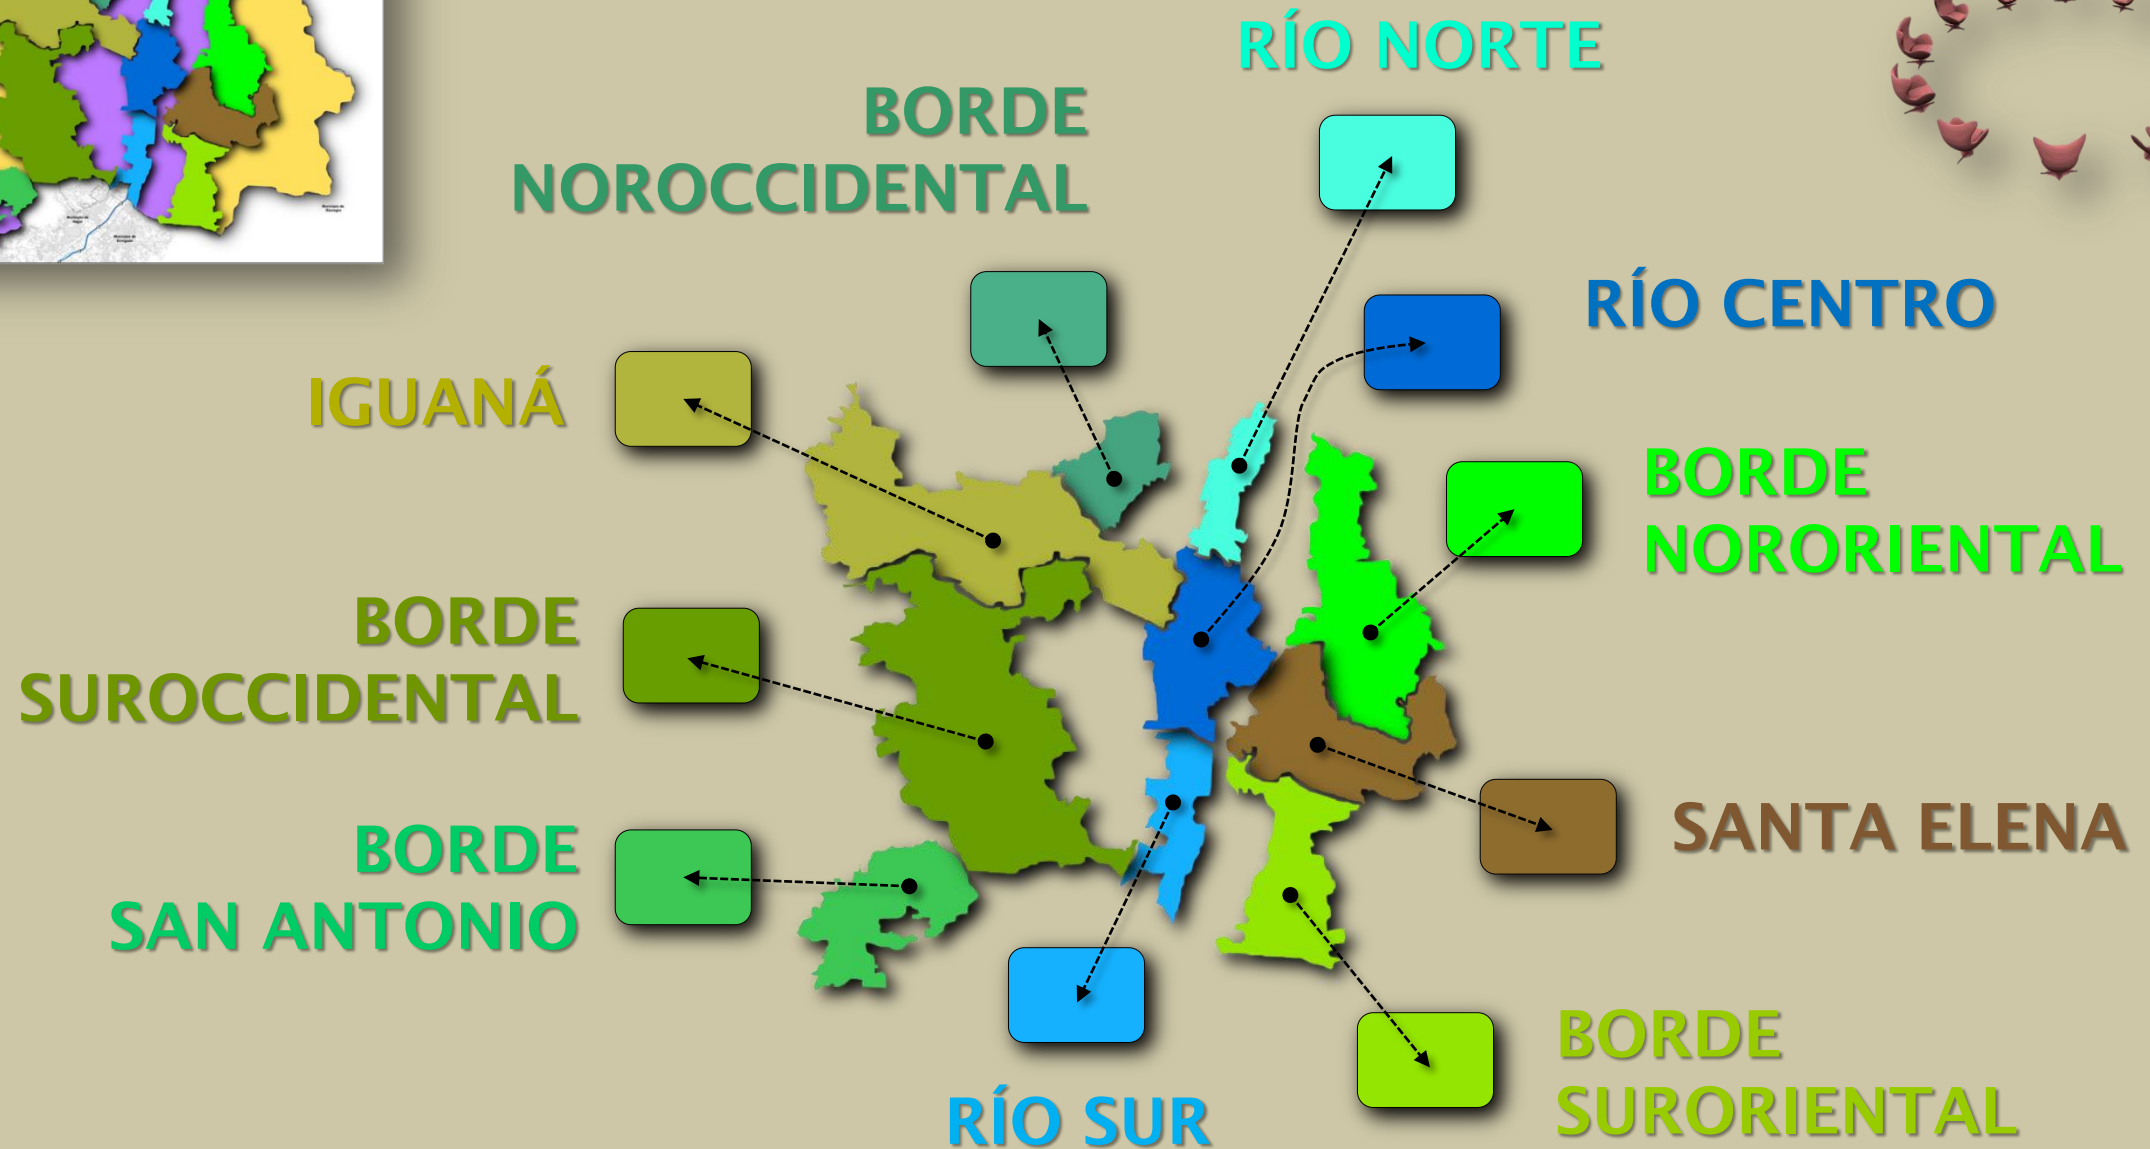 RÍO NORTE
BORDE
NOROCCIDENTAL
RÍO CENTRO
IGUANÁ
BORDE
NORORIENTAL
BORDE
SUROCCIDENTAL
SANTA ELENA
BORDE
SAN ANTONIO
BORDE
SURORIENTAL
RÍO SUR